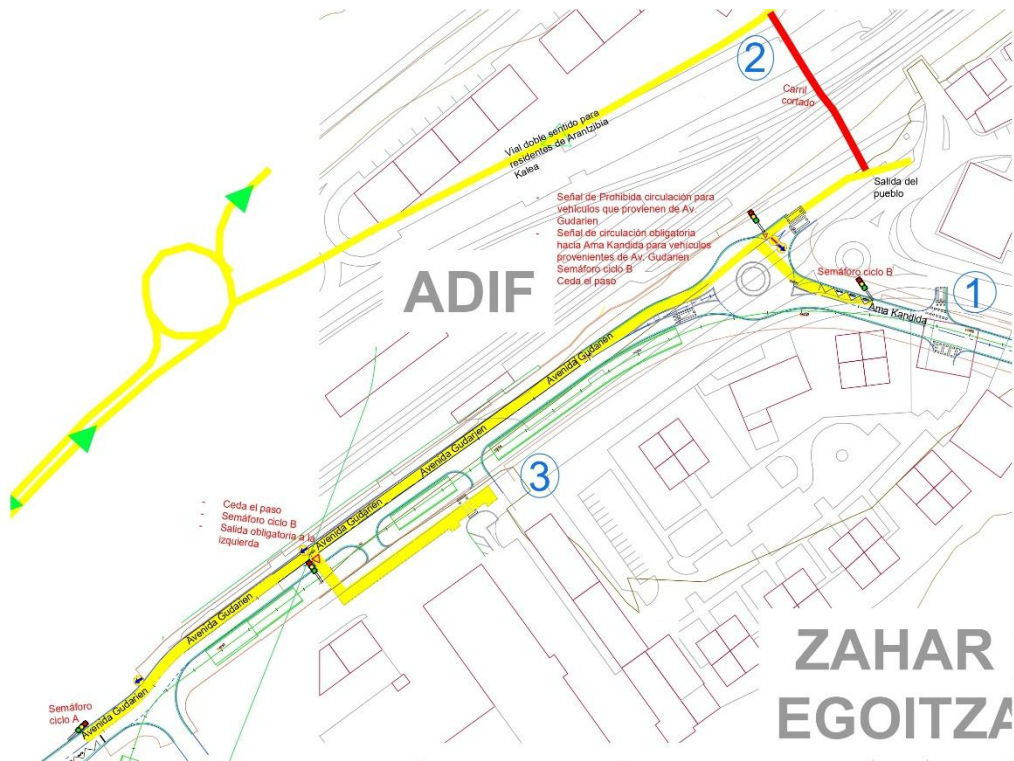 2
Carril
cortado
Vial doble sentido para
residentes de Arantzibia
Kalea
Salida del
pueblo
Señal de Prohibida circulación para
vehículos que provienen de Av.
Gudarien
Señal de circulación obligatoria
hacia Ama Kandida para vehículos
provenientes de Av. Gudarien
Semáforo ciclo B
Ceda el paso
ADIF
Semáforo ciclo B
1
Ama Kandida
Avenida Gudarien
Avenida Gudarien
Avenida Gudarien
Avenida Gudarien
Avenida Gudarien
Avenida Gudarien
3
- Ceda el paso
- Semáforo ciclo B
- Salida obligatoria a la
izquierda
Semáforo
ciclo A
ZAHAR
EGOITZA